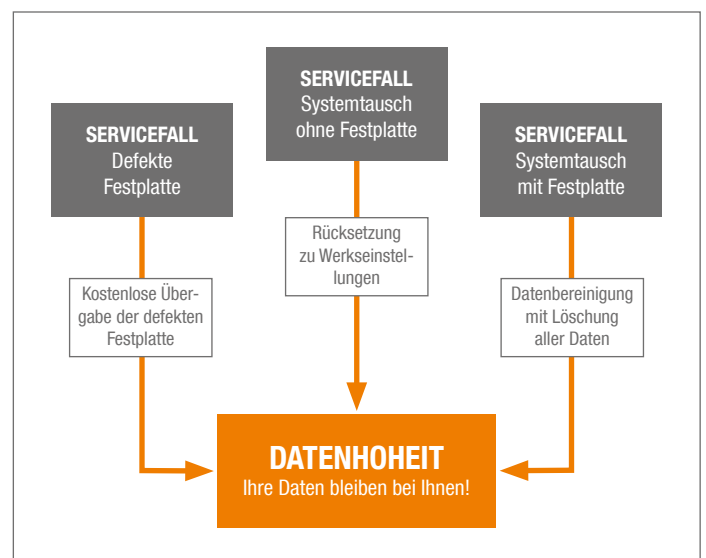 SERVICEFALL
Defekte
Festplatte
SERVICEFALL
Systemtausch
ohne Festplatte
SERVICEFALL
Systemtausch
mit Festplatte
Kostenlose Über-
gabe der defekten
Festplatte
Rücksetzung
zu Werkseinstel-
lungen
Datenbereinigung
mit Löschung
aller Daten
DATENHOHEIT
Ihre Daten bleiben bei Ihnen!